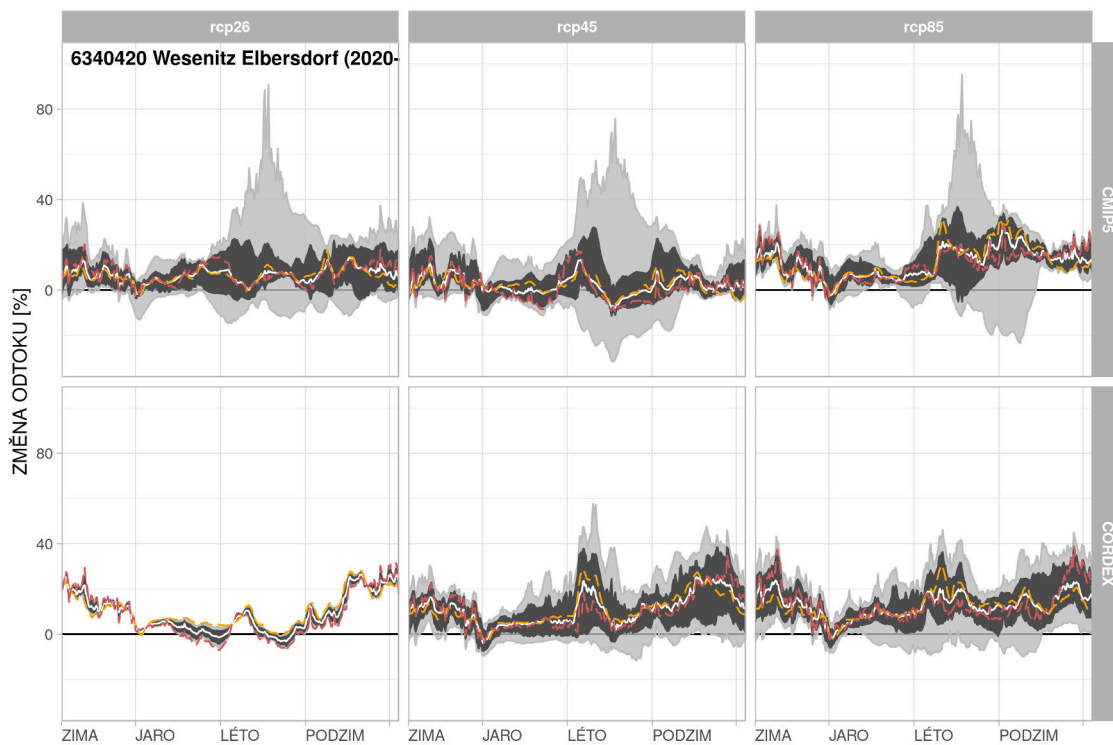 rcp26 rcp45 rcp85
6340420 Wesenitz Elbersdorf (2020-
80
40
0
CMIP5
ZMĚNA ODTOKU [%]
80
40
0
CORDEX
ZIMA JARO LÉTO PODZIM ZIMA JARO LÉTO PODZIM ZIMA JARO LÉTO PODZIM